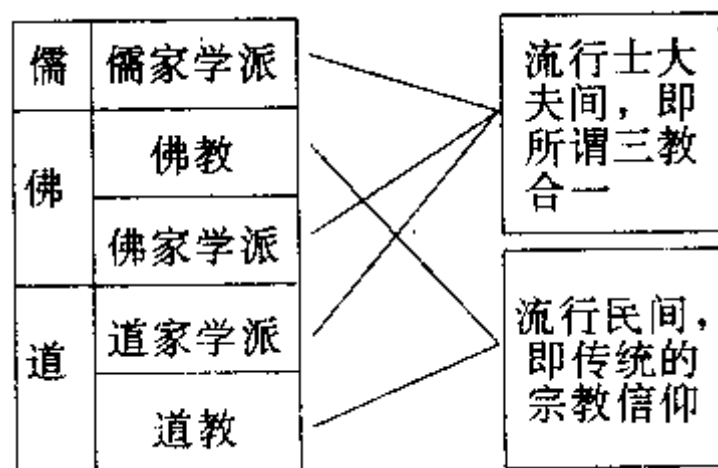 儒
儒家学派
佛
佛教
佛家学派
道
道家学派
道教
流行士大
夫间，即
所谓三教
合一
流行民间，
即传统的
宗教信仰